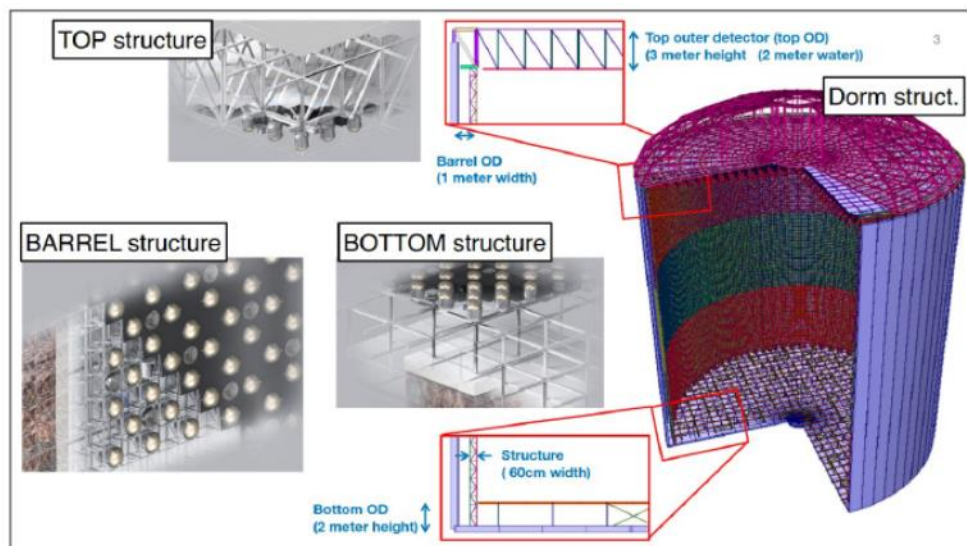 TOP structure
Top outer detector (top OD)
(3 meter height (2 meter water))
3
Dorm struct.
Barrel OD
(1 meter width)
BARREL structure
BOTTOM structure
Structure
( 60cm width)
Bottom OD
(2 meter height)